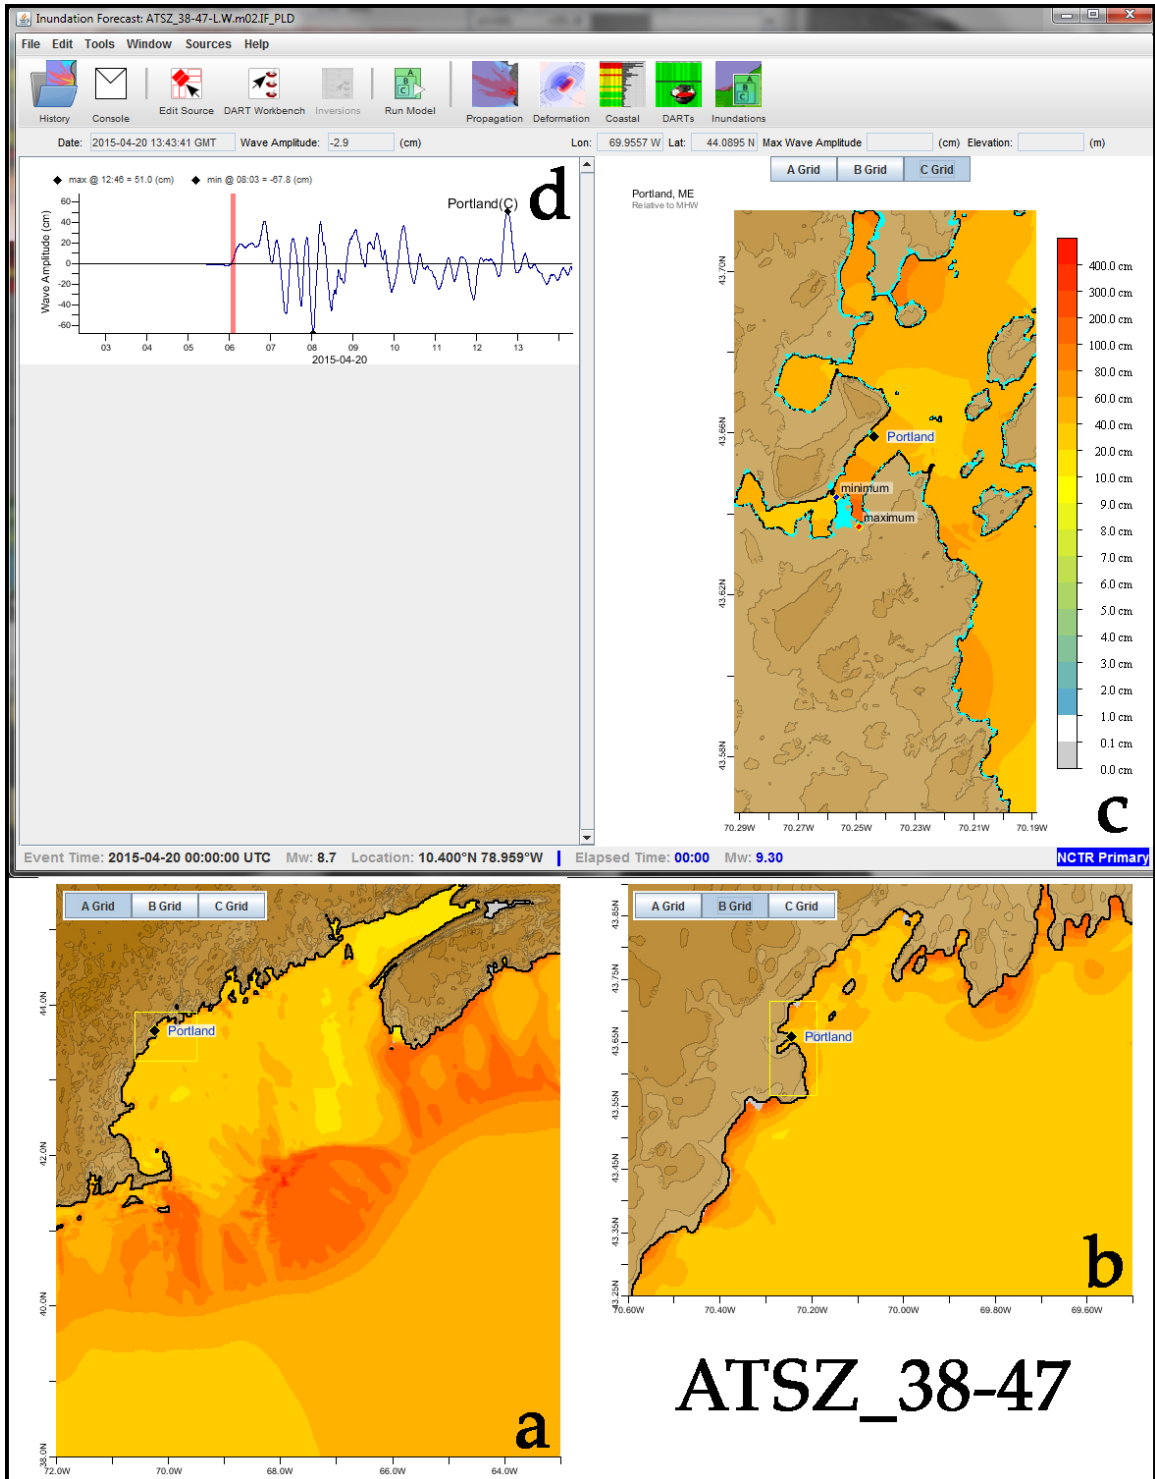 Inundation Forecast: ATSZ_38-47-L.W.m02.IF_PLD
File Edit Tools Window Sources Help
History Console Edit Source DART Workbench Inversions Run Model Propagation Deformation Coastal DARTs Inundations
Date: 2015-04-20 13:43:41 GMT Wave Amplitude: -2.9 (cm) Lon: 69.9557 W Lat: 44.0895 N Max Wave Amplitude (cm) Elevation: (m)
A Grid B Grid C Grid
max @ 12:46 = 51.0 (cm) min @ 08:03 = -67.8 (cm)
Portland(C)
d
Wave Amplitude (cm)
60
40
20
0
-20
-40
-60
03 04 05 06 07 08 09 10 11 12 13
2015-04-20
Portland, ME
Relative to MHW
43.70N
43.66N
43.62N
43.58N
Portland
minimum
maximum
70.29W 70.27W 70.25W 70.23W 70.21W 70.19W
400.0 cm
300.0 cm
200.0 cm
100.0 cm
80.0 cm
60.0 cm
40.0 cm
20.0 cm
10.0 cm
9.0 cm
8.0 cm
7.0 cm
6.0 cm
5.0 cm
4.0 cm
3.0 cm
2.0 cm
1.0 cm
0.1 cm
0.0 cm
c
Event Time: 2015-04-20 00:00:00 UTC Mw: 8.7 Location: 10.400°N 78.959°W Elapsed Time: 00:00 Mw: 9.30 NCTR Primary
A Grid B Grid C Grid
44.0N
42.0N
40.0N
38.0N
Portland
72.0W 70.0W 68.0W 66.0W 64.0W
a
A Grid B Grid C Grid
43.85N
43.75N
43.65N
43.55N
43.45N
43.35N
43.25N
Portland
70.60W 70.40W 70.20W 70.00W 69.80W 69.60W
b
ATSZ_38-47